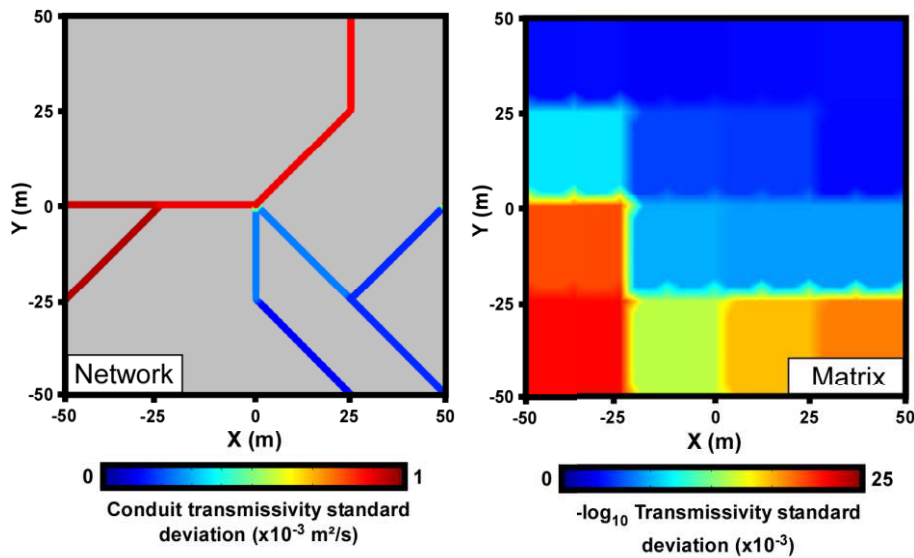 50
25
0
-25
-50
Y (m)
Network
-50
-25
0
25
50
X (m)
0
1
Conduit transmissivity standard
deviation (x10⁻³ m²/s)
50
25
0
-25
-50
Y (m)
Matrix
-50
-25
0
25
50
X (m)
0
25
-log₁₀ Transmissivity standard
deviation (x10⁻³)